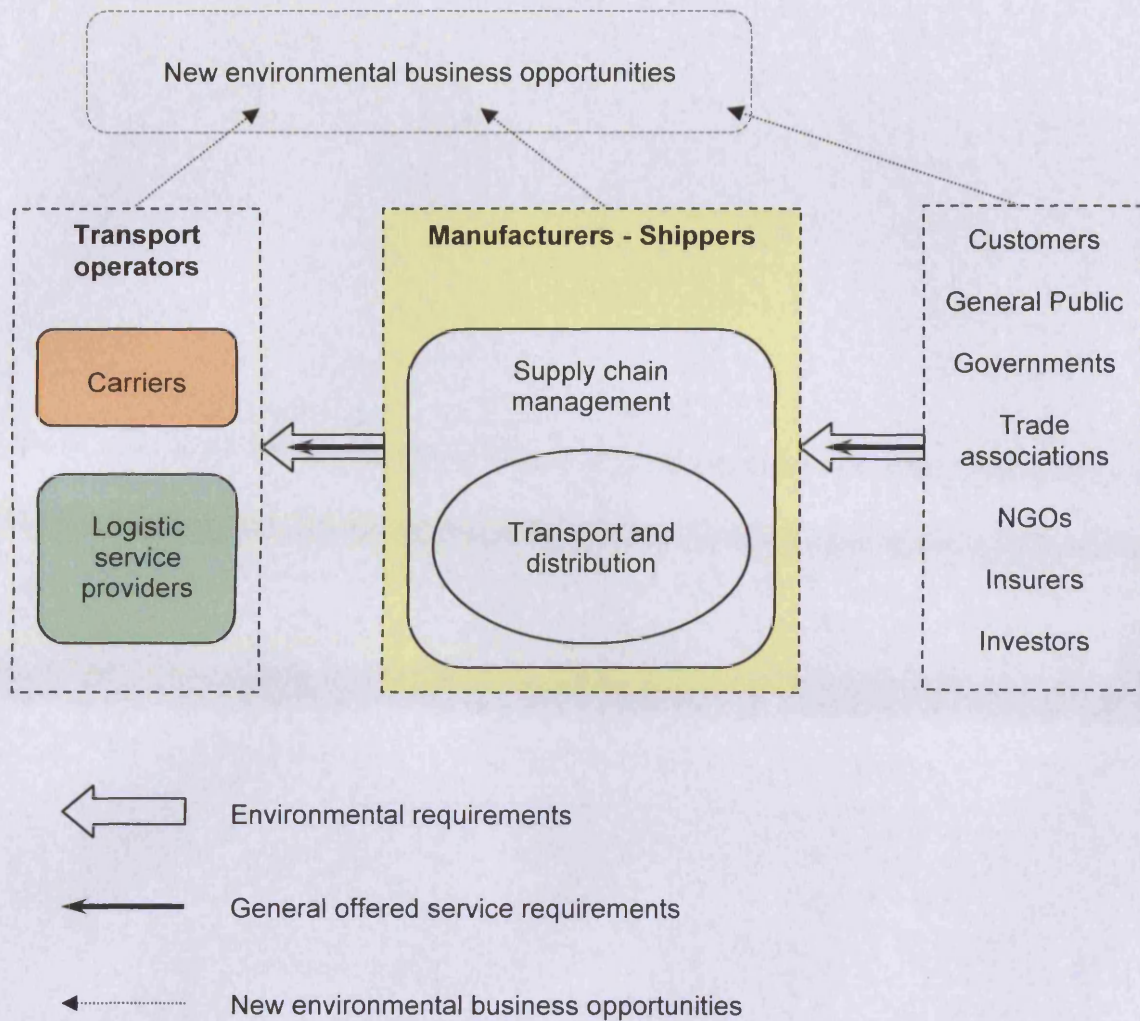 New environmental business opportunities
Transport
operators
Carriers
Logistic
service
providers
Manufacturers - Shippers
Supply chain
management
Transport and
distribution
Customers
General Public
Governments
Trade
associations
NGOs
Insurers
Investors
Environmental requirements
General offered service requirements
New environmental business opportunities